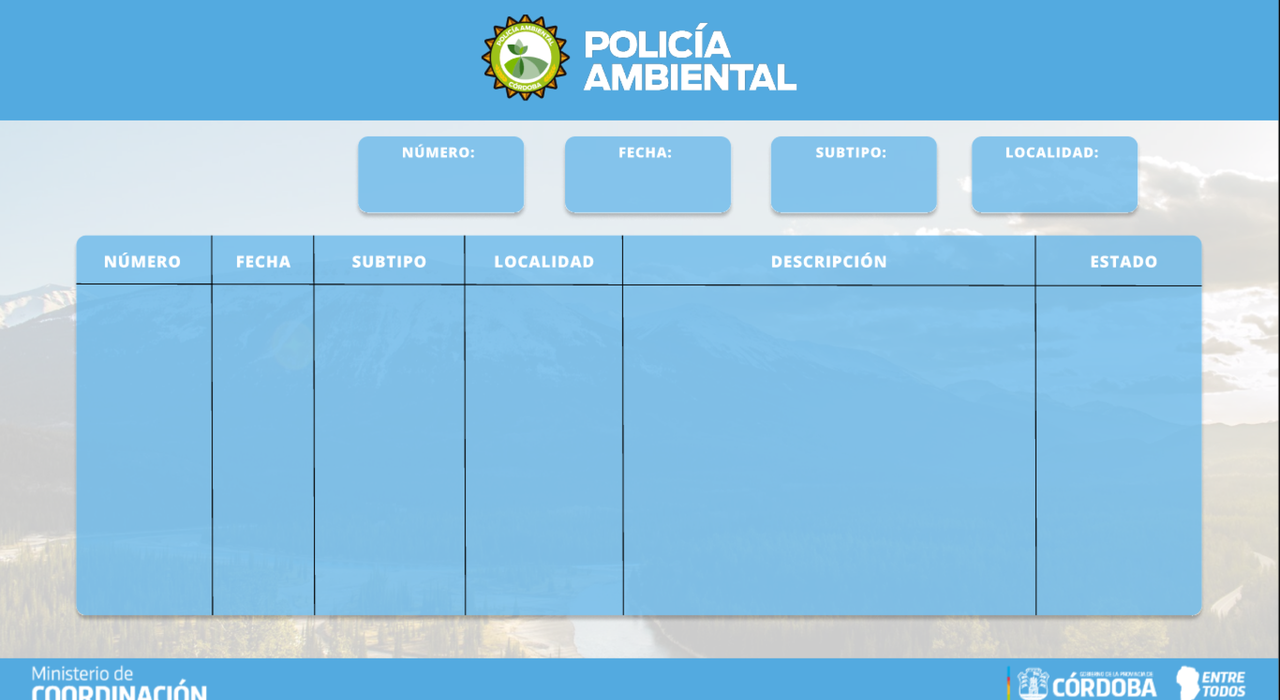 POLICÍA AMBIENTAL
CÓRDOBA
POLICÍA
AMBIENTAL
NÚMERO:
FECHA:
SUBTIPO:
LOCALIDAD:
NÚMERO
FECHA
SUBTIPO
LOCALIDAD
DESCRIPCIÓN
ESTADO
Ministerio de
COORDINACIÓN
GOBIERNO DE LA PROVINCIA DE
CÓRDOBA
ENTRE
TODOS